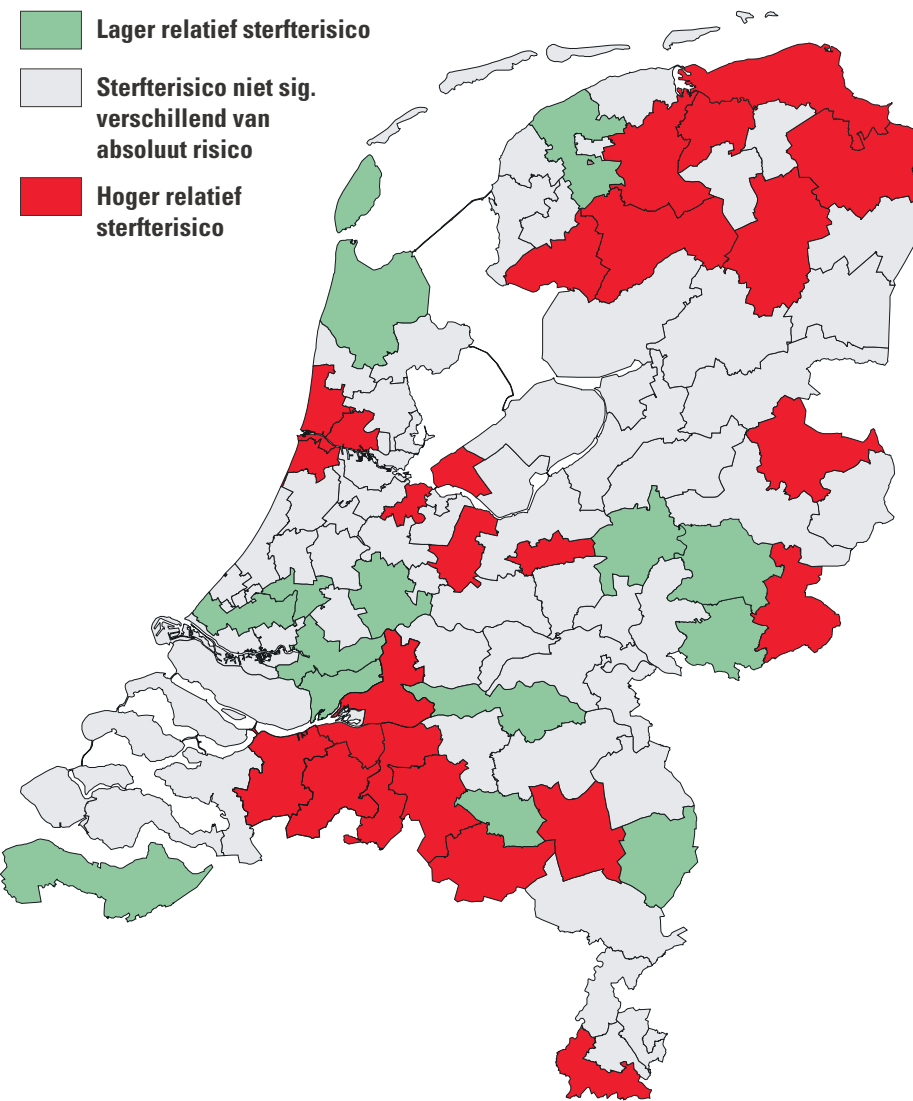 Lager relatief sterfterisico
Sterfterisico niet sig.
verschillend van
absoluut risico
Hoger relatief
sterfterisico